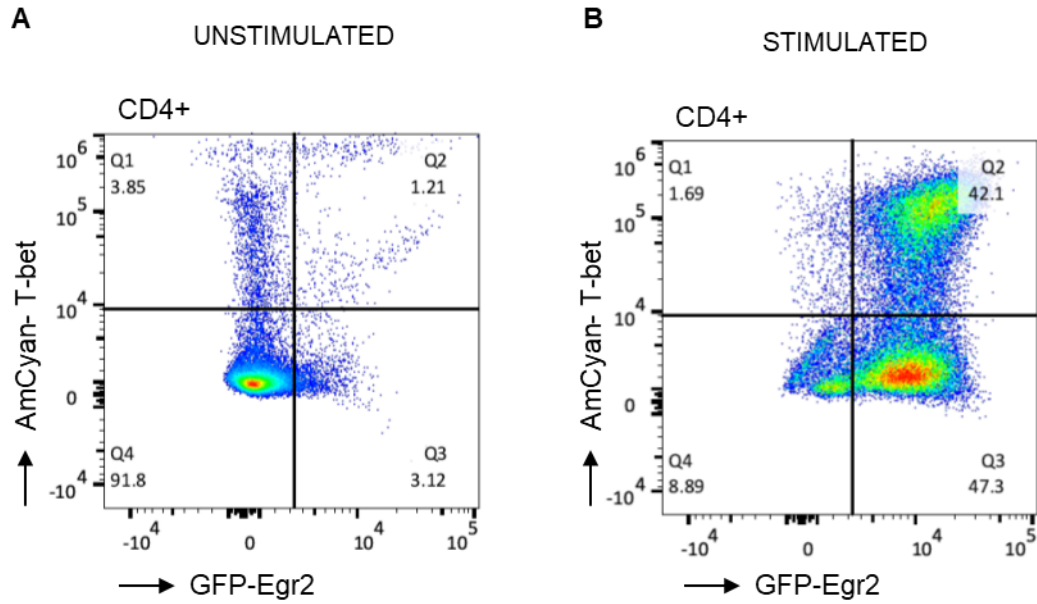 A
UNSTIMULATED
CD4+
10^6
10^5
10^4
0
-10^4
Q1
3.85
Q2
1.21
Q4
91.8
Q3
3.12
-10^4
0
10^4
10^5
AmCyan- T-bet
GFP-Egr2
B
STIMULATED
CD4+
10^6
10^5
10^4
0
-10^4
Q1
1.69
Q2
42.1
Q4
8.89
Q3
47.3
-10^4
0
10^4
10^5
AmCyan- T-bet
GFP-Egr2